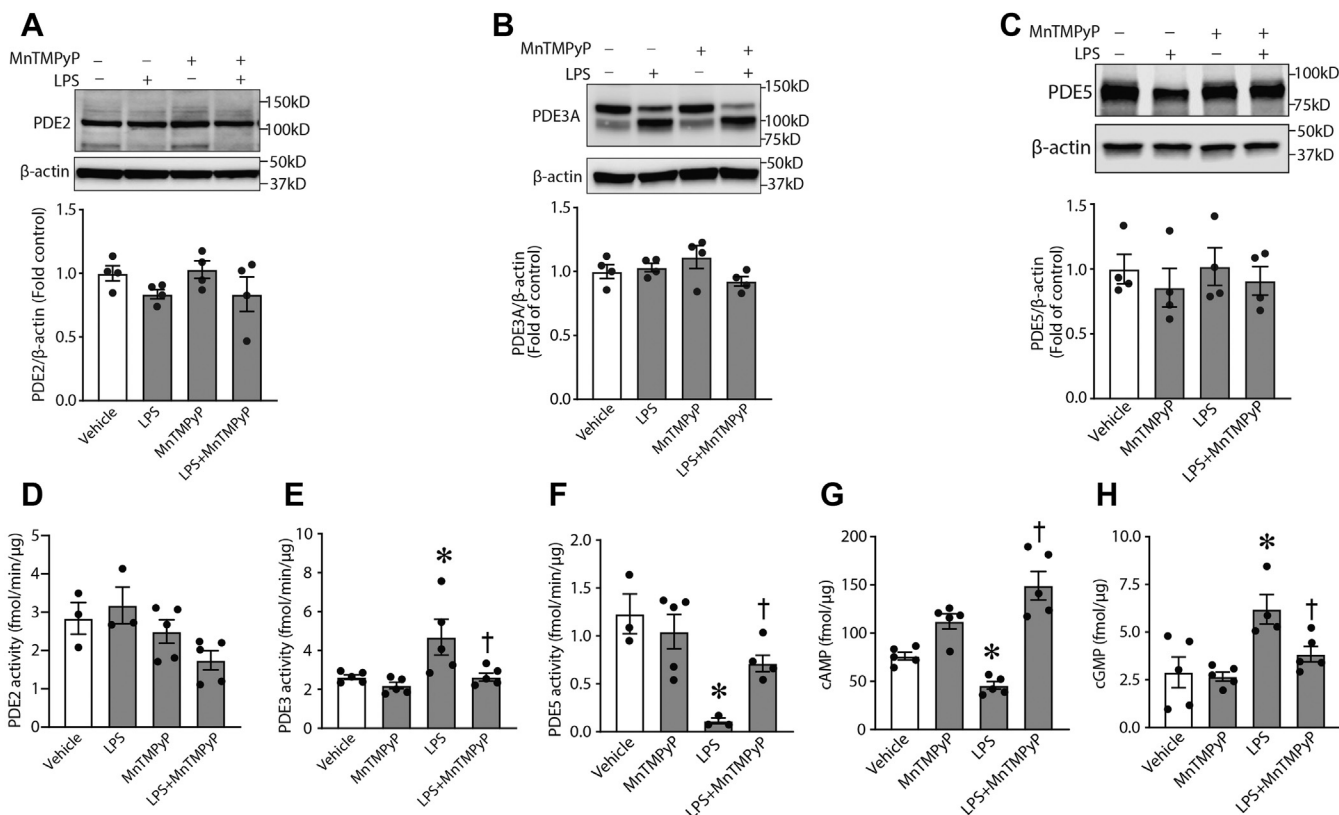 A
MnTMPyP − − + +
LPS − + − +
PDE2
150kD
100kD
β-actin
50kD
37kD
PDE2/β-actin (Fold control)
1.5
1.0
0.5
0.0
Vehicle
LPS
MnTMPyP
LPS+MnTMPyP
B
MnTMPyP − − + +
LPS − + − +
PDE3A
150kD
100kD
75kD
β-actin
50kD
37kD
PDE3A/β-actin
(Fold of control)
1.5
1.0
0.5
0.0
Vehicle
LPS
MnTMPyP
LPS+MnTMPyP
C
MnTMPyP − − + +
LPS − + − +
PDE5
100kD
75kD
β-actin
50kD
37kD
PDE5/β-actin
(Fold of control)
1.5
1.0
0.5
0.0
Vehicle
MnTMPyP
LPS
LPS+MnTMPyP
D
PDE2 activity (fmol/min/μg)
5
4
3
2
1
0
Vehicle
LPS
MnTMPyP
LPS+MnTMPyP
E
PDE3 activity (fmol/min/μg)
10
8
6
4
2
0
*
†
Vehicle
MnTMPyP
LPS
LPS+MnTMPyP
F
PDE5 activity (fmol/min/μg)
2.0
1.5
1.0
0.5
0.0
*
†
Vehicle
MnTMPyP
LPS
LPS+MnTMPyP
G
cAMP (fmol/μg)
200
150
100
50
0
*
†
Vehicle
MnTMPyP
LPS
LPS+MnTMPyP
H
cGMP (fmol/μg)
10.0
7.5
5.0
2.5
0.0
*
†
Vehicle
MnTMPyP
LPS
LPS+MnTMPyP